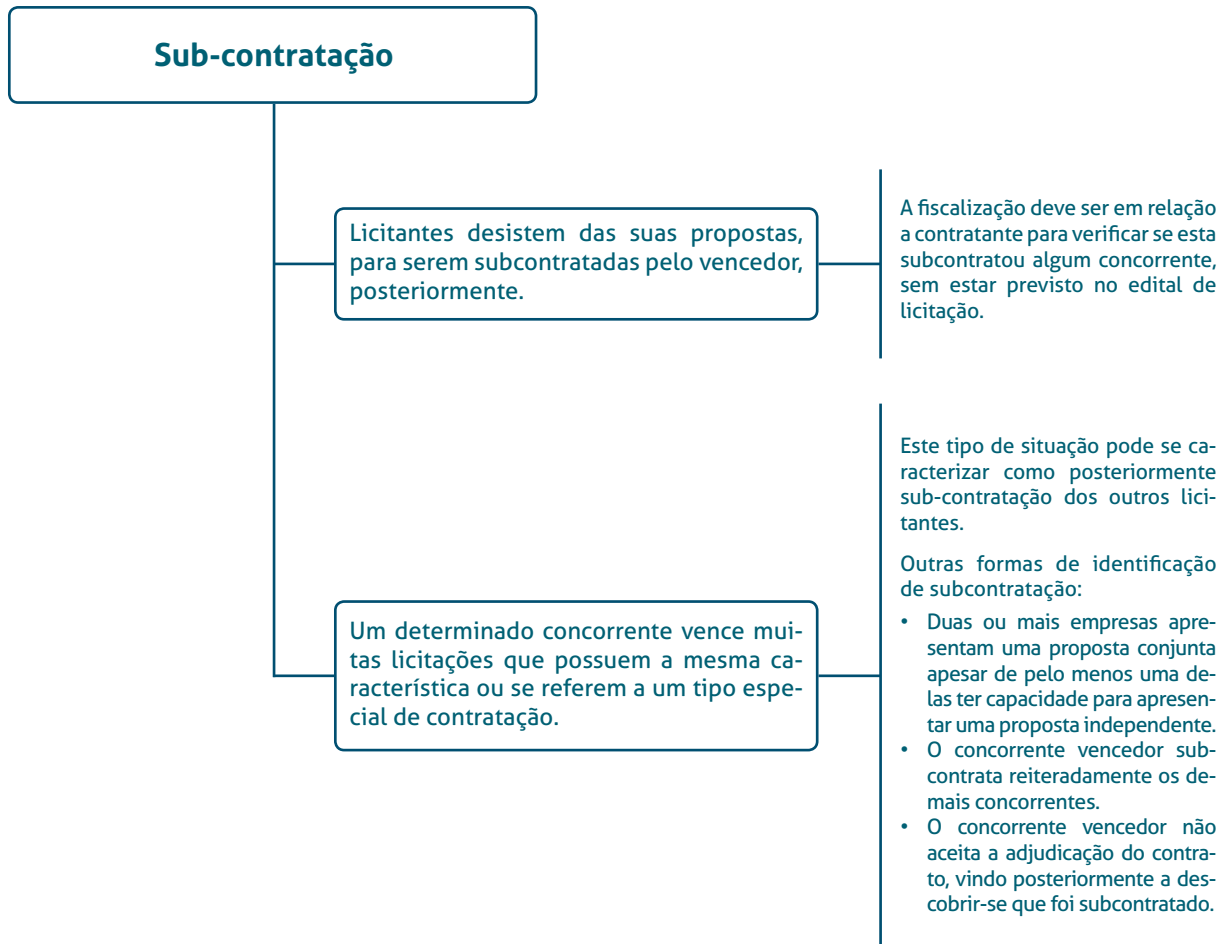 Sub-contratação
Licitantes desistem das suas propostas,
para serem subcontratadas pelo vencedor,
posteriormente.
A fiscalização deve ser em relação
a contratante para verificar se esta
subcontratou algum concorrente,
sem estar previsto no edital de
licitação.
Um determinado concorrente vence mui-
tas licitações que possuem a mesma ca-
racterística ou se referem a um tipo espe-
cial de contratação.
Este tipo de situação pode se ca-
racterizar como posteriormente
sub-contratação dos outros lici-
tantes.
Outras formas de identificação
de subcontratação:
• Duas ou mais empresas apre-
sentam uma proposta conjunta
apesar de pelo menos uma de-
las ter capacidade para apresen-
tar uma proposta independente.
• O concorrente vencedor sub-
contrata reiteradamente os de-
mais concorrentes.
• O concorrente vencedor não
aceita a adjudicação do contra-
to, vindo posteriormente a des-
cobrir-se que foi subcontratado.